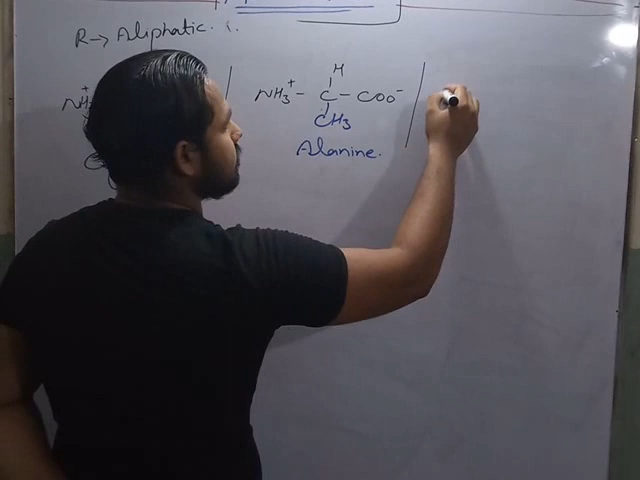 R→ Aliphatic.
H
NH₃⁺ – C – COO⁻
CH₃
Alanine.